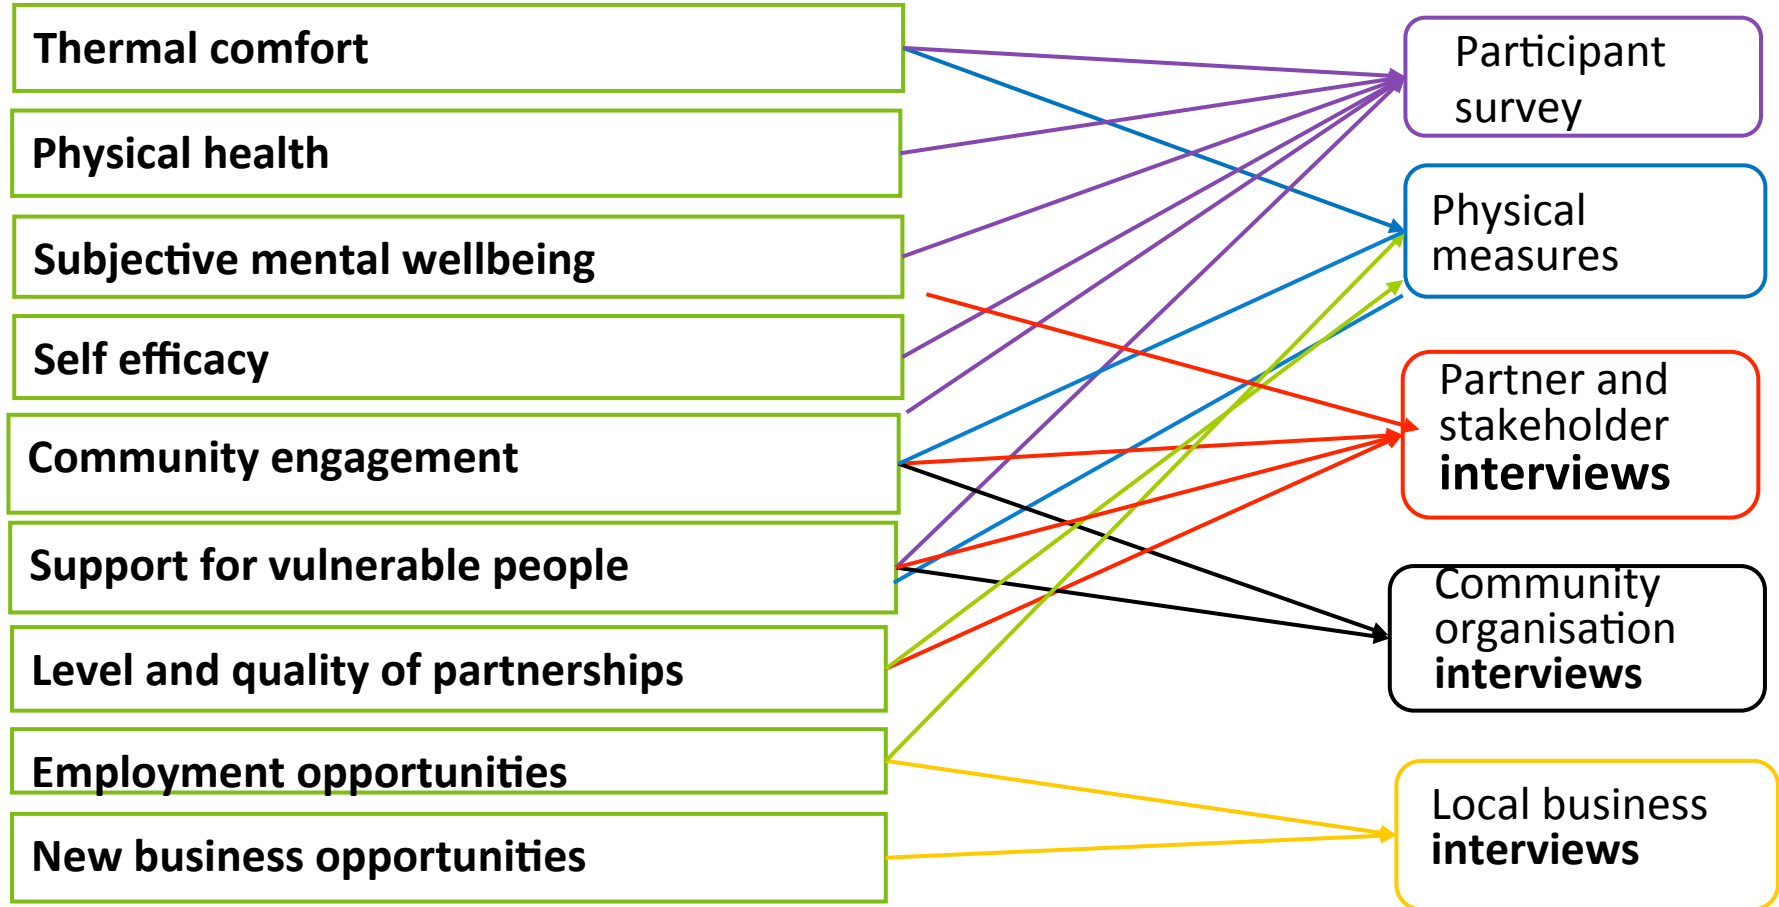 Thermal comfort
Physical health
Subjective mental wellbeing
Self efficacy
Community engagement
Support for vulnerable people
Level and quality of partnerships
Employment opportunities
New business opportunities
Participant
survey
Physical
measures
Partner and
stakeholder
interviews
Community
organisation
interviews
Local business
interviews